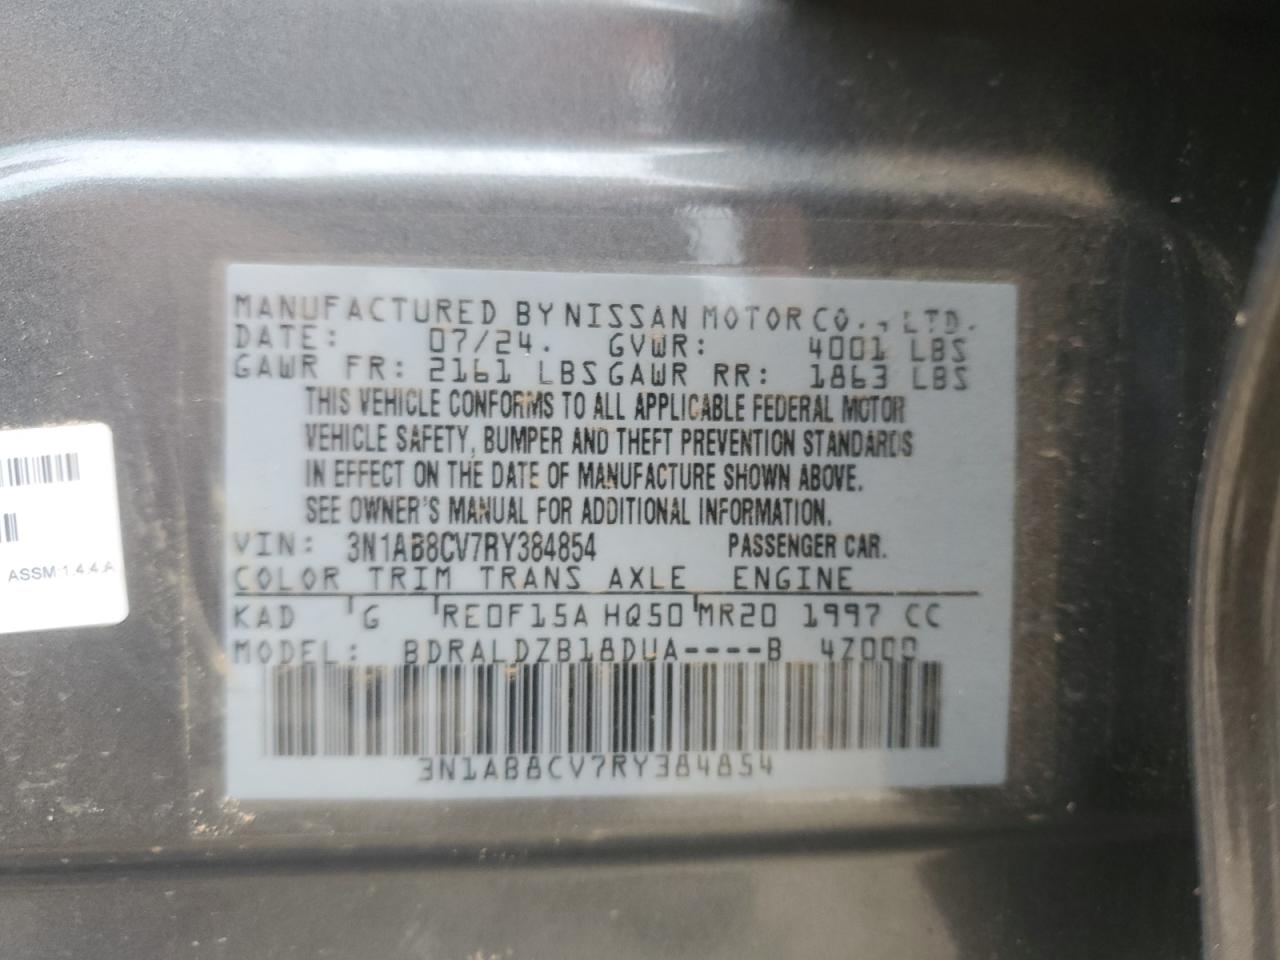 MANUFACTURED BY NISSAN MOTOR CO., LTD.
DATE: 07/24. GVWR: 4001 LBS
GAWR FR: 2161 LBS GAWR RR: 1863 LBS
THIS VEHICLE CONFORMS TO ALL APPLICABLE FEDERAL MOTOR
VEHICLE SAFETY, BUMPER AND THEFT PREVENTION STANDARDS
IN EFFECT ON THE DATE OF MANUFACTURE SHOWN ABOVE.
SEE OWNER'S MANUAL FOR ADDITIONAL INFORMATION.
VIN: 3N1AB8CV7RY384854 PASSENGER CAR.
COLOR TRIM TRANS AXLE ENGINE
KAD G RE0F15A HQ50 MR20 1997 CC
MODEL: BDRALDZB18DUA----B 4Z000
3N1AB8CV7RY384854
ASSM:1.4.4.A